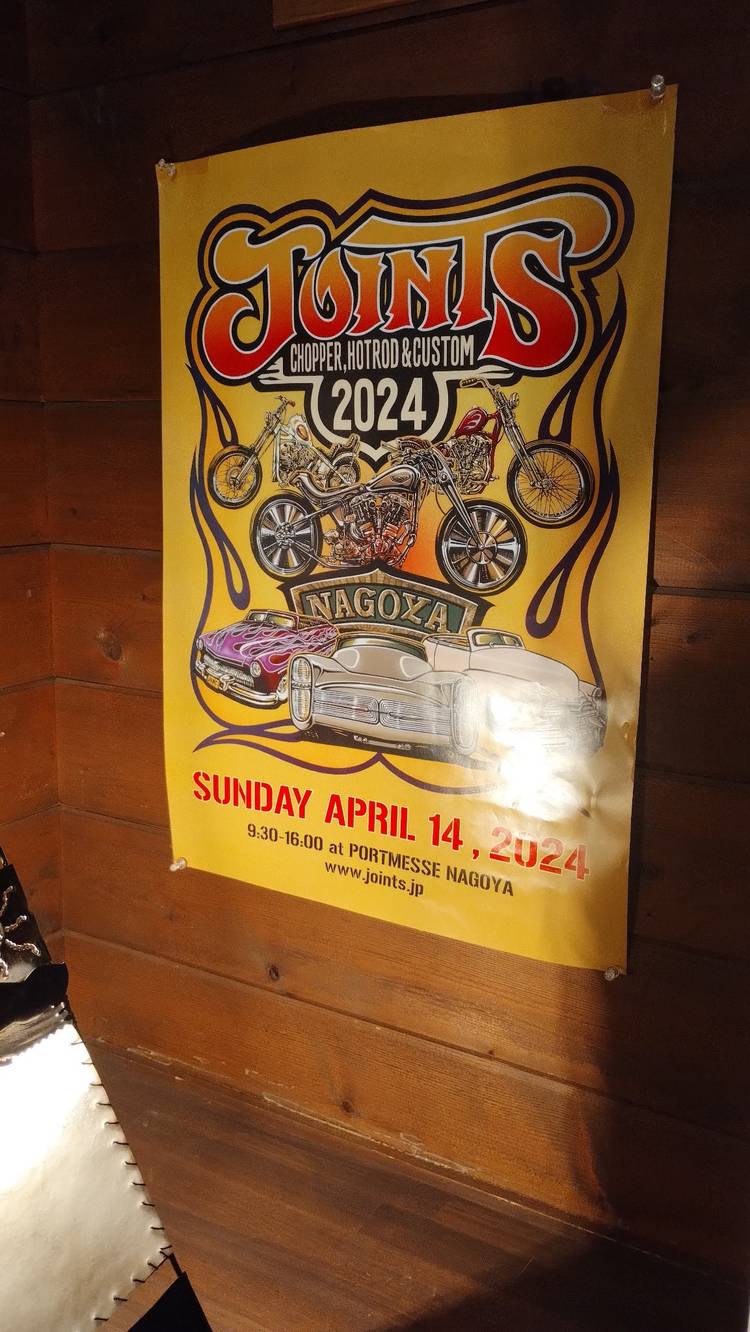 JOINTS
CHOPPER, HOTROD & CUSTOM
2024
NAGOYA
SUNDAY APRIL 14, 2024
9:30-16:00 at PORTMESSE NAGOYA
www.joints.jp